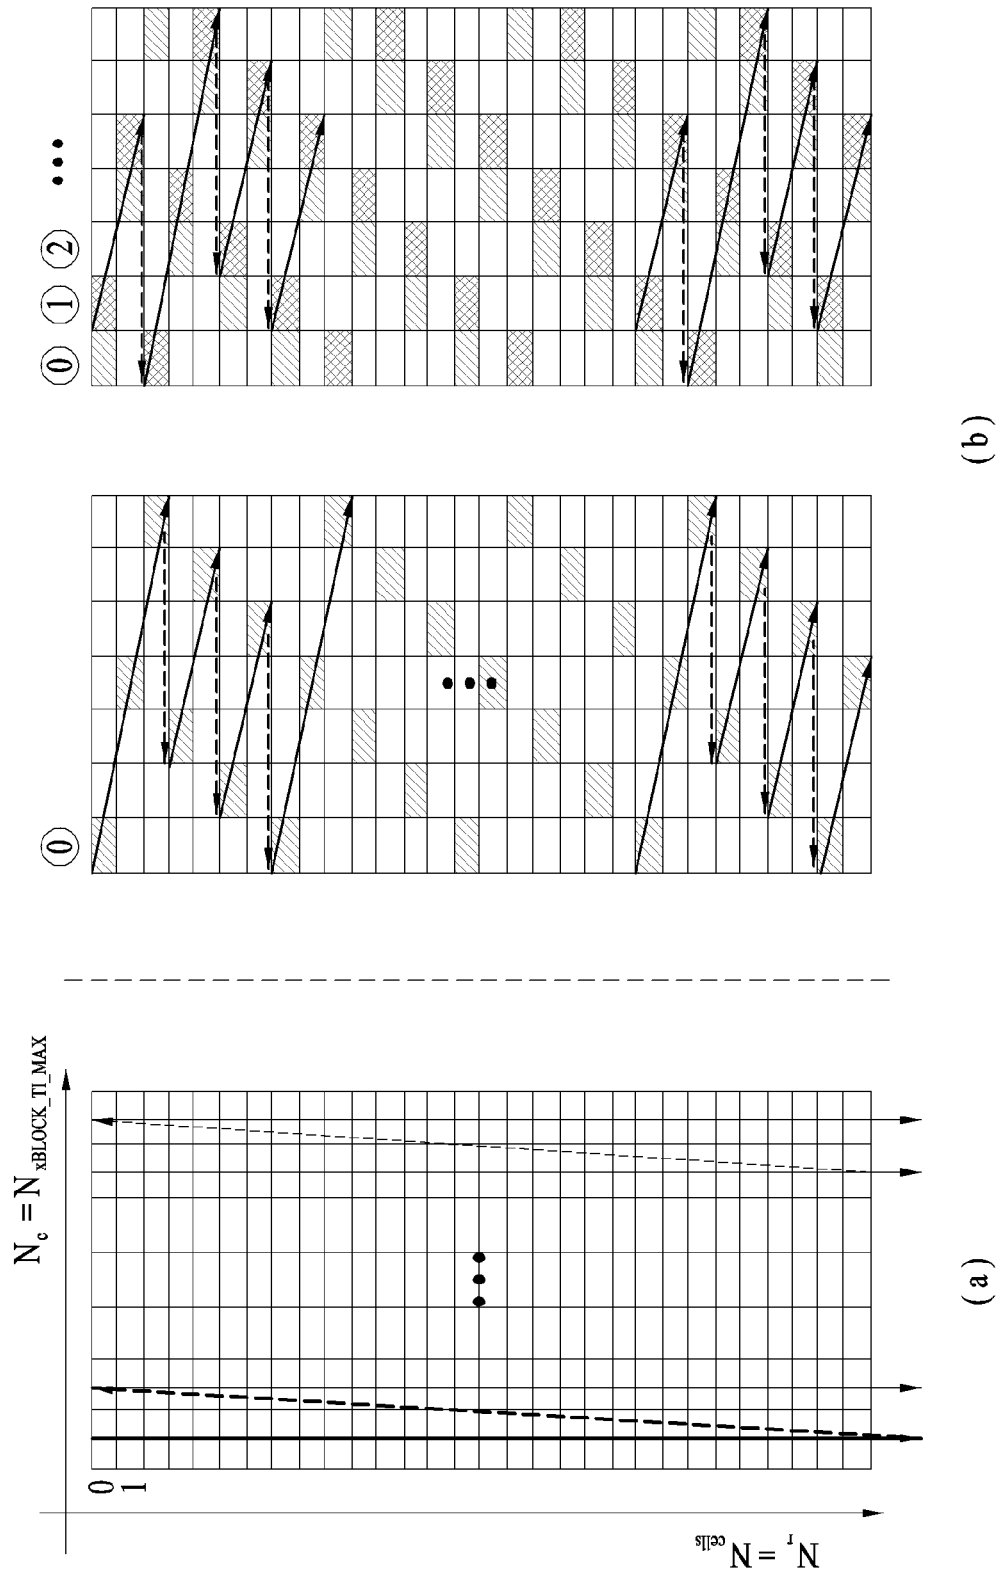 N_c = N_xBLOCK_TI_MAX
0
1
N_r = N_cells
(a)
0
0 1 2 •••
(b)